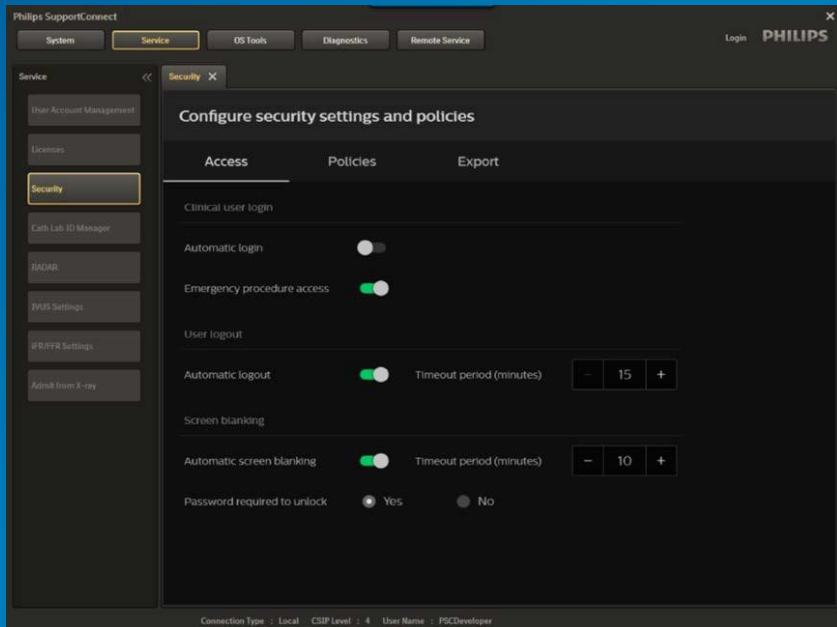 Philips SupportConnect
System Service OS Tools Diagnostics Remote Service Login PHILIPS
Service
Security
User Account Management
Licenses
Security
Cath Lab ID Manager
RADAR
IVUS Settings
iFR/FFR Settings
Admit from X-ray
Configure security settings and policies
Access Policies Export
Clinical user login
Automatic login
Emergency procedure access
User logout
Automatic logout Timeout period (minutes) - 15 +
Screen blanking
Automatic screen blanking Timeout period (minutes) - 10 +
Password required to unlock Yes No
Connection Type : Local CSIP Level : 4 User Name : PSCDeveloper